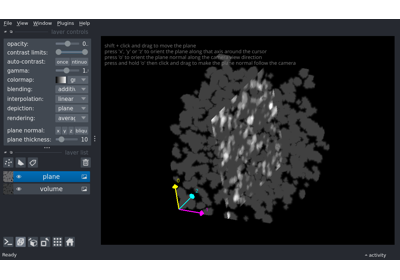 File View Window Plugins Help
layer controls
opacity: 0.
contrast limits:
auto-contrast: once
gamma: 1.
colormap: gr
blending: additi
interpolation: linear
depiction: plane
rendering: averag
plane normal: x y z
plane thickness: 10
layer list
plane
volume
Ready
activity
shift + click and drag to move the plane
press 'x', 'y' or 'z' to orient the plane along that axis around the cursor
press 'o' to orient the plane normal along the camera view direction
press and hold 'o' then click and drag to make the plane normal follow the camera